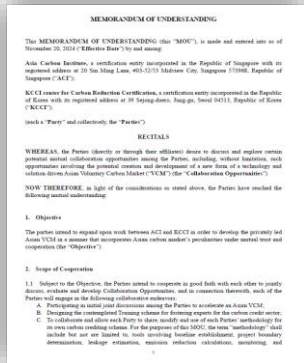 MEMORANDUM OF UNDERSTANDING
This MEMORANDUM OF UNDERSTANDING (this "MOU"), is made and entered into as of
November 20, 2024 ("Effective Date") by and among:
Asia Carbon Institute, a certification entity incorporated in the Republic of Singapore with its
registered address at 20 Sin Ming Lane, #03-52/53 Midview City, Singapore 573968, Republic of
Singapore ("ACI");
KCCI center for Carbon Reduction Certification, a certification entity incorporated in the Republic
of Korea with its registered address at 39 Sejong-daero, Jung-gu, Seoul 04513, Republic of Korea
("KCCI");
(each a "Party" and collectively, the "Parties")
RECITALS
WHEREAS, the Parties (directly or through their affiliates) desire to discuss and explore certain
potential mutual collaboration opportunities among the Parties, including, without limitation, such
opportunities involving the potential creation and development of a new form of a technology and
solution driven Asian Voluntary Carbon Market ("VCM") (the "Collaboration Opportunities").
NOW THEREFORE, in light of the considerations as stated above, the Parties have reached the
following mutual understanding:
1. Objective
The parties intend to expand upon work between ACI and KCCI in order to develop the privately led
Asian VCM in a manner that incorporates Asian carbon market's peculiarities under mutual trust and
cooperation (the "Objective").
2. Scope of Cooperation
1.1 Subject to the Objective, the Parties intend to cooperate in good faith with each other to jointly
discuss, evaluate and develop Collaboration Opportunities, and in connection therewith, each of the
Parties will engage in the following collaborative endeavors:
A Participating in initial joint discussions among the Parties to accelerate an Asian VCM;
B. Designing the contemplated Training scheme for fostering experts for the carbon credit sector;
C To collaborate and allow each Party to share, modify and use of each Parties' methodology for
its own carbon crediting scheme. For the purposes of this MOU, the term "methodology" shall
include but not are limited to, tools involving baseline establishment, project boundary
determination, leakage estimation, emission reduction calculations, monitoring, and